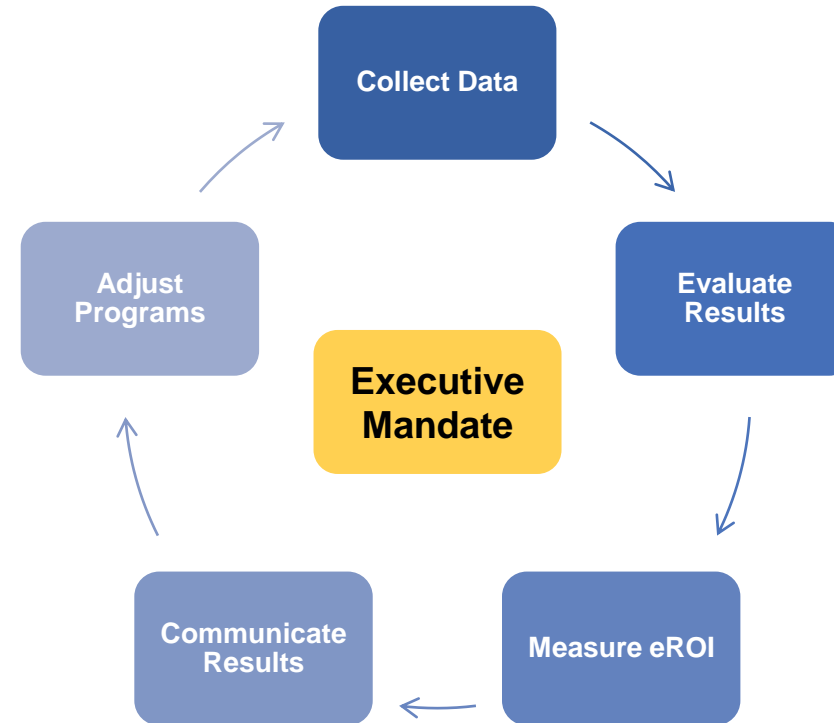 Collect Data
Evaluate
Results
Measure eROI
Communicate
Results
Adjust
Programs
Executive
Mandate